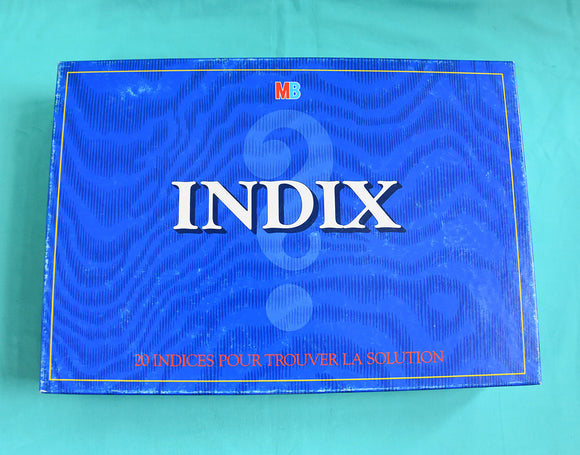 MB
?
INDIX
20 INDICES POUR TROUVER LA SOLUTION